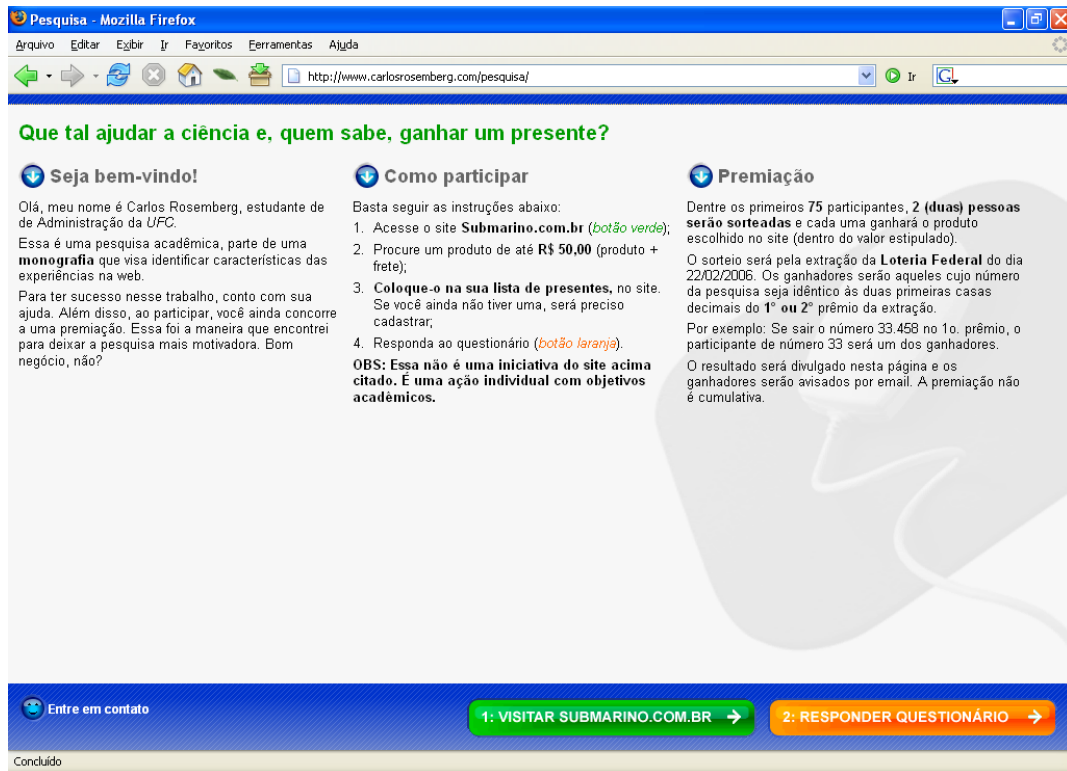 Pesquisa - Mozilla Firefox
Arquivo Editar Exibir Ir Favoritos Ferramentas Ajuda
http://www.carlosrosemberg.com/pesquisa/ Ir G
Que tal ajudar a ciência e, quem sabe, ganhar um presente?
Seja bem-vindo!
Olá, meu nome é Carlos Rosemberg, estudante de
de Administração da UFC.
Essa é uma pesquisa acadêmica, parte de uma
monografia que visa identificar características das
experiências na web.
Para ter sucesso nesse trabalho, conto com sua
ajuda. Além disso, ao participar, você ainda concorre
a uma premiação. Essa foi a maneira que encontrei
para deixar a pesquisa mais motivadora. Bom
negócio, não?
Como participar
Basta seguir as instruções abaixo:
1. Acesse o site Submarino.com.br (botão verde);
2. Procure um produto de até R$ 50,00 (produto +
frete);
3. Coloque-o na sua lista de presentes, no site.
Se você ainda não tiver uma, será preciso
cadastrar;
4. Responda ao questionário (botão laranja).
OBS: Essa não é uma iniciativa do site acima
citado. É uma ação individual com objetivos
acadêmicos.
Premiação
Dentre os primeiros 75 participantes, 2 (duas) pessoas
serão sorteadas e cada uma ganhará o produto
escolhido no site (dentro do valor estipulado).
O sorteio será pela extração da Loteria Federal do dia
22/02/2006. Os ganhadores serão aqueles cujo número
da pesquisa seja idêntico às duas primeiras casas
decimais do 1° ou 2° prêmio da extração.
Por exemplo: Se sair o número 33.458 no 1o. prêmio, o
participante de número 33 será um dos ganhadores.
O resultado será divulgado nesta página e os
ganhadores serão avisados por email. A premiação não
é cumulativa.
Entre em contato
1: VISITAR SUBMARINO.COM.BR
2: RESPONDER QUESTIONÁRIO
Concluído